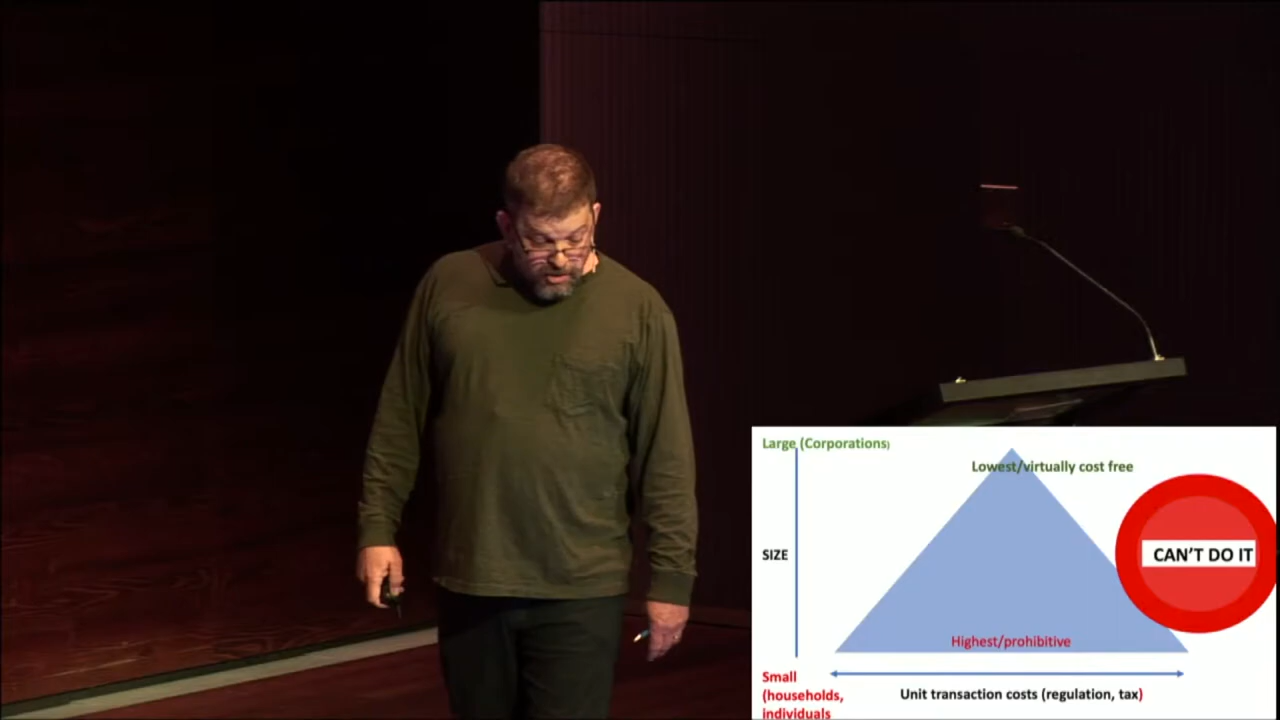 Large (Corporations)
Lowest/virtually cost free
SIZE
CAN'T DO IT
Highest/prohibitive
Small
(households,
individuals
Unit transaction costs (regulation, tax)